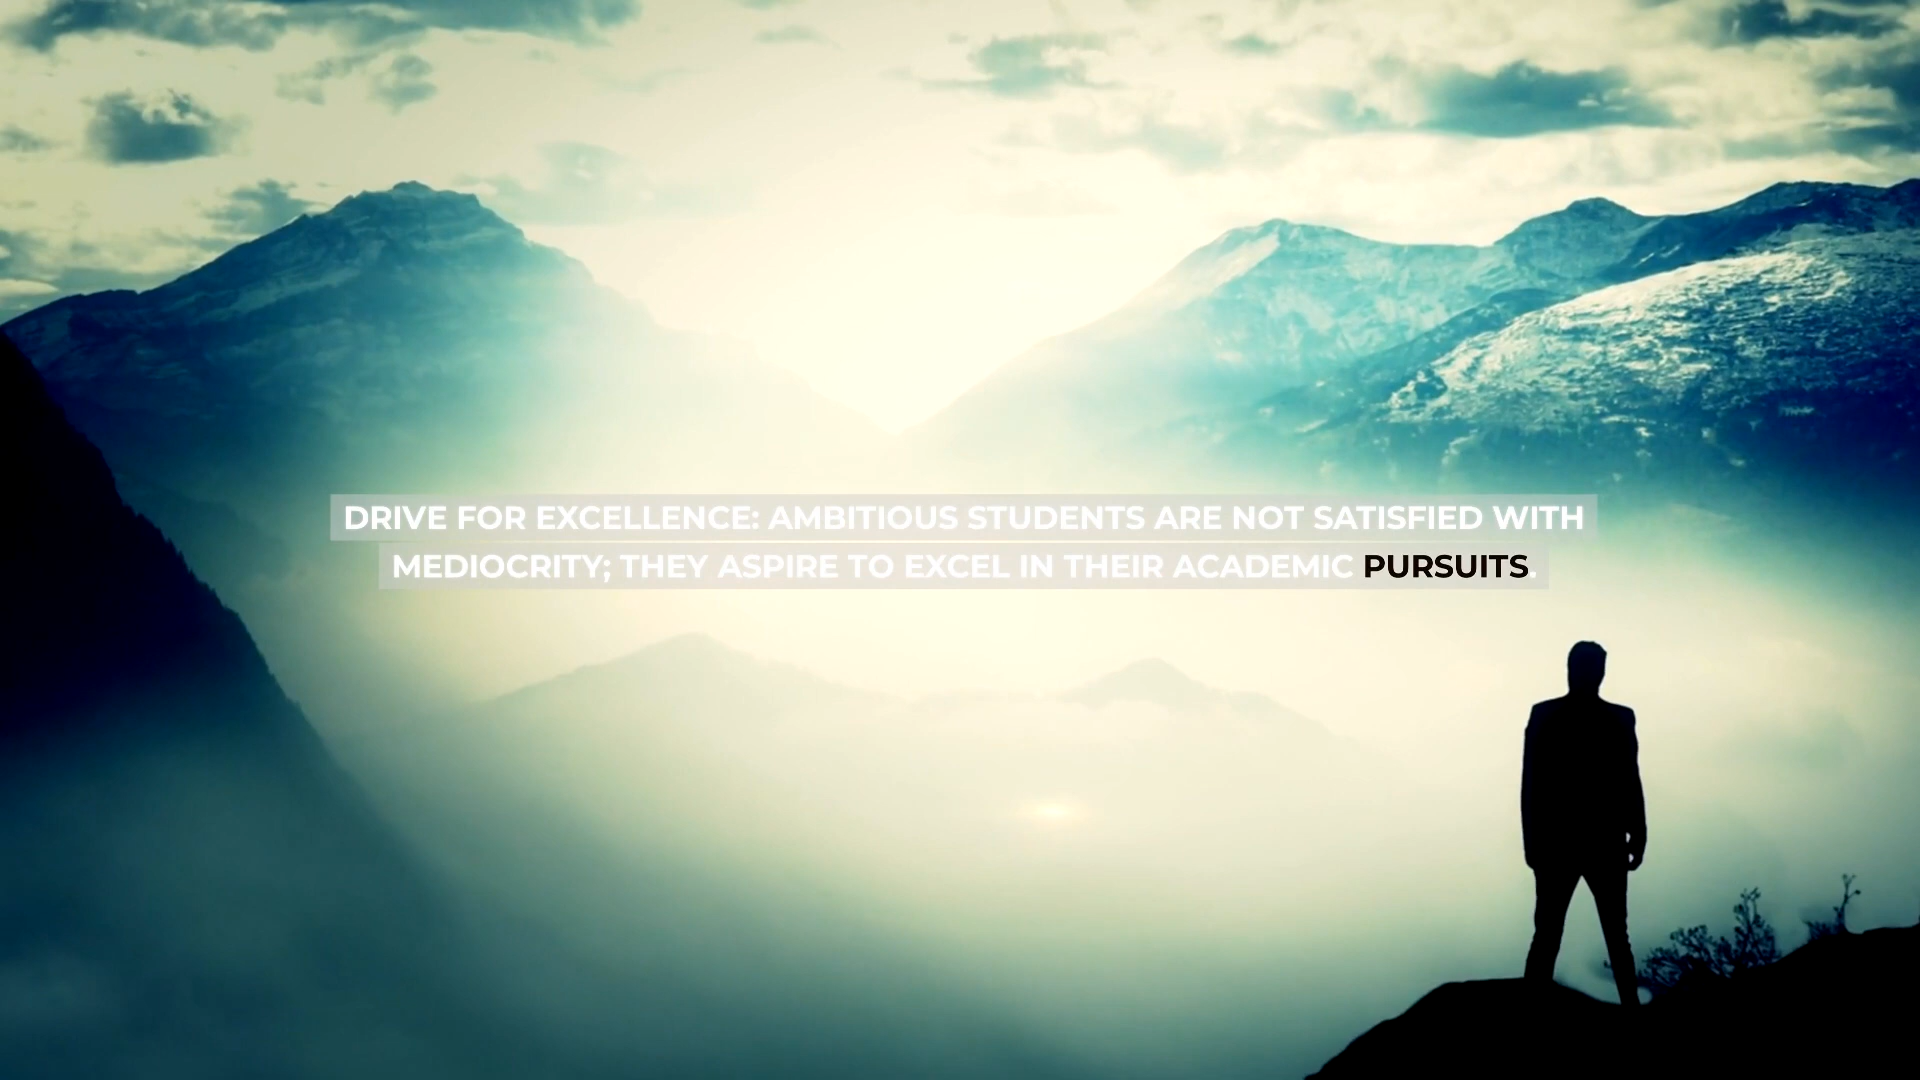 DRIVE FOR EXCELLENCE: AMBITIOUS STUDENTS ARE NOT SATISFIED WITH
MEDIOCRITY; THEY ASPIRE TO EXCEL IN THEIR ACADEMIC PURSUITS.